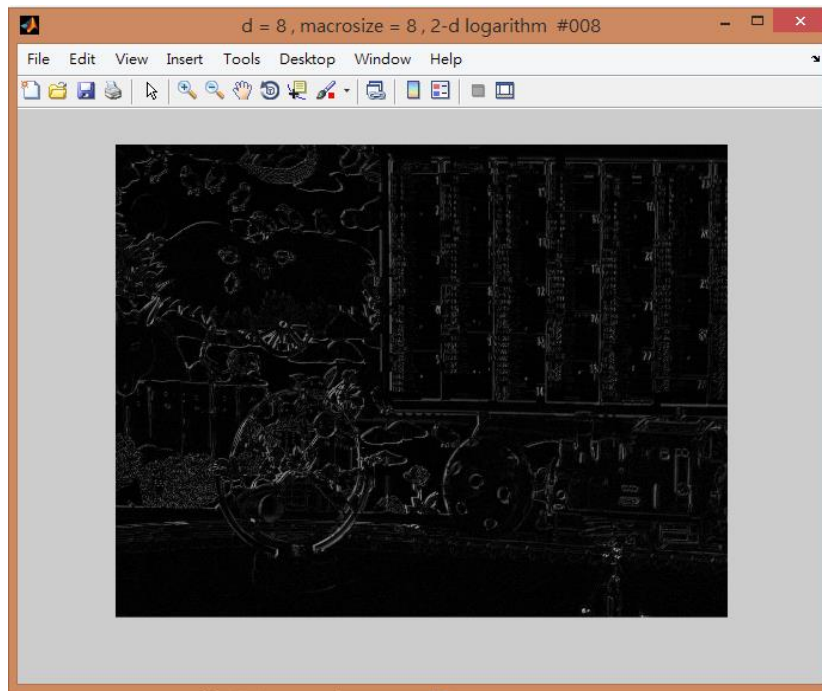 d = 8 , macrosize = 8 , 2-d logarithm #008
File Edit View Insert Tools Desktop Window Help